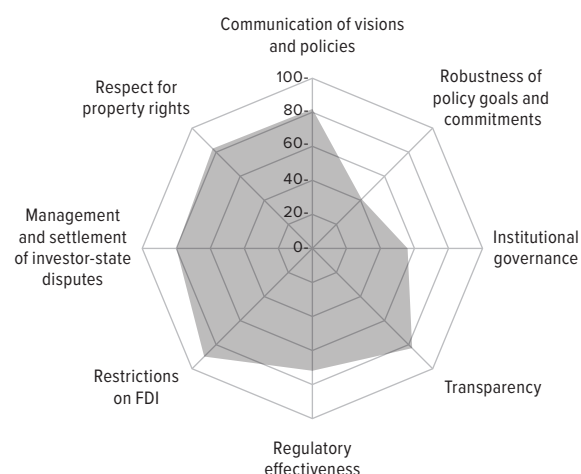 Communication of visions
and policies
Robustness of
policy goals and
commitments
Respect for
property rights
100-
80-
60-
40-
20-
0-
Management
and settlement
of investor-state
disputes
Institutional
governance
Restrictions
on FDI
Transparency
Regulatory
effectiveness